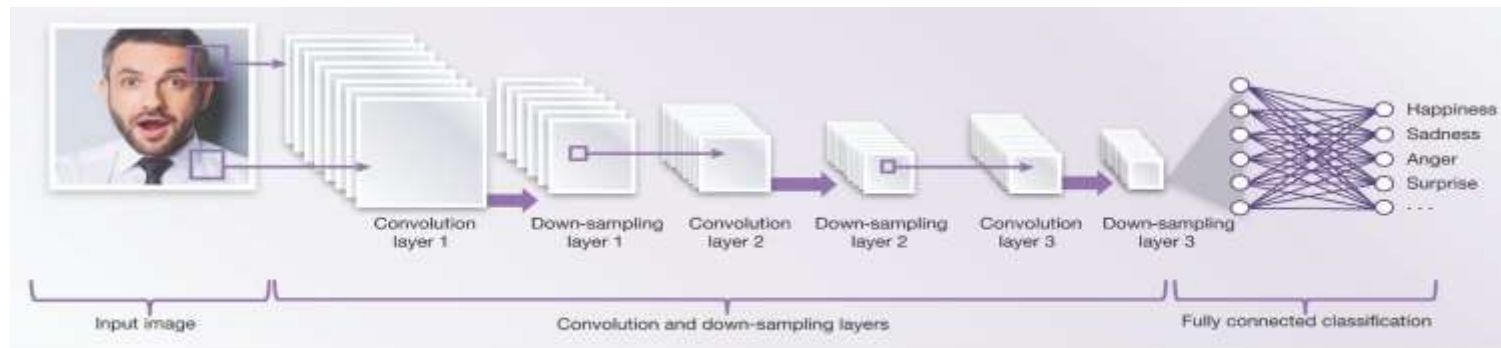 Happiness
Sadness
Anger
Surprise
. . .
Convolution
layer 1
Down-sampling
layer 1
Convolution
layer 2
Down-sampling
layer 2
Convolution
layer 3
Down-sampling
layer 3
Input image
Convolution and down-sampling layers
Fully connected classification